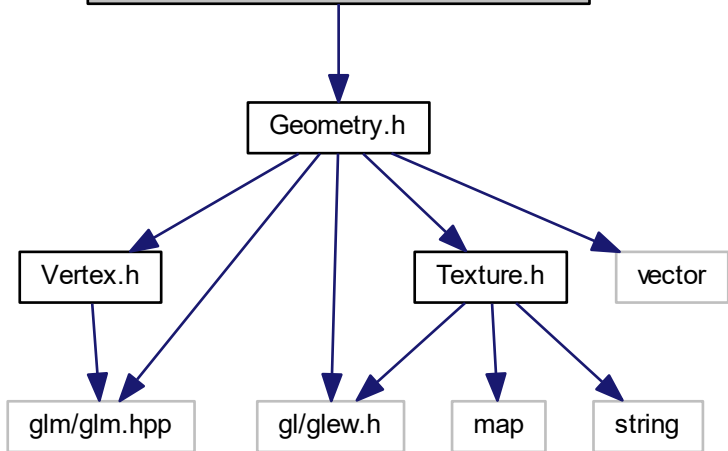 Geometry.h
Vertex.h
Texture.h
vector
glm/glm.hpp
gl/glew.h
map
string